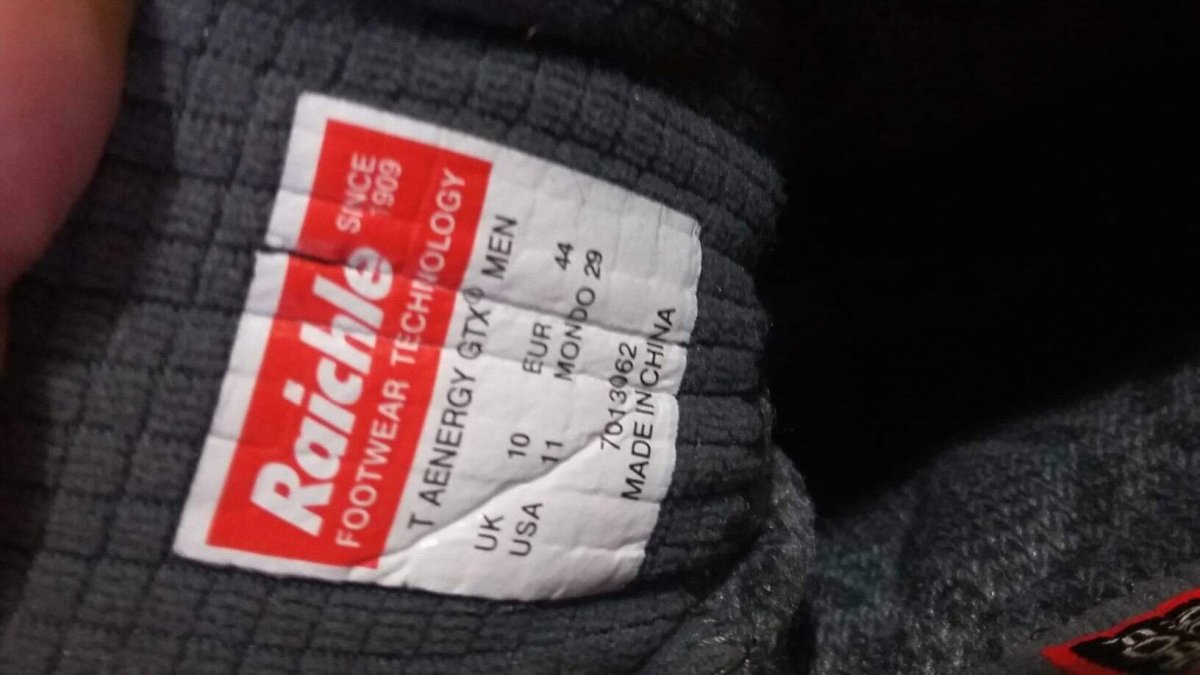 Raichle SINCE 1909
FOOTWEAR TECHNOLOGY
T AENERGY GTX® MEN
UK 10 EUR 44
USA 11 MONDO 29
7013062
MADE IN CHINA